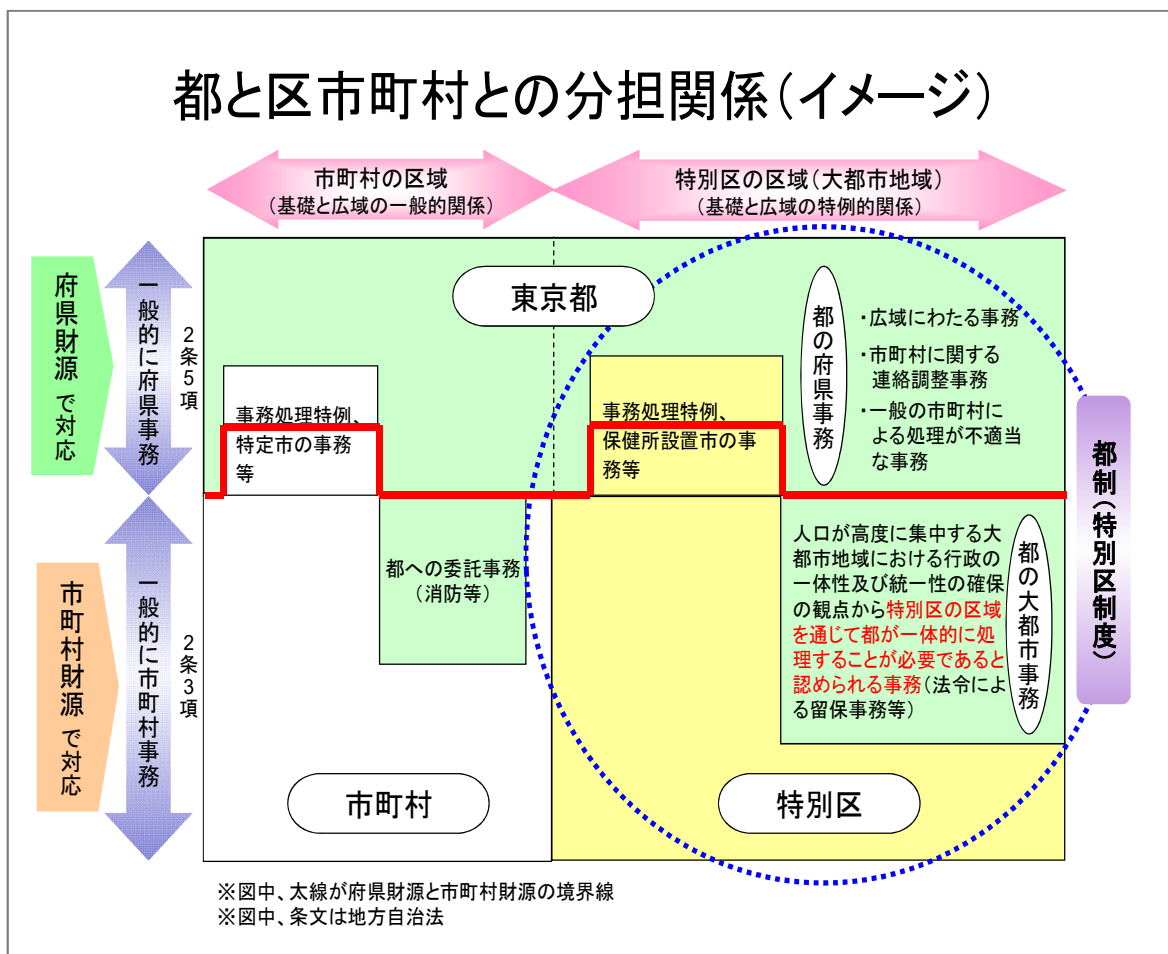 都と区市町村との分担関係(イメージ)
市町村の区域
(基礎と広域の一般的関係)
特別区の区域(大都市地域)
(基礎と広域の特例的関係)
府県財源で対応
一般的に府県事務
2条5項
東京都
事務処理特例、
特定市の事務
等
事務処理特例、
保健所設置市の事
務等
都の府県事務
・広域にわたる事務
・市町村に関する
連絡調整事務
・一般の市町村に
よる処理が不適当
な事務
都制(特別区制度)
市町村財源で対応
一般的に市町村事務
2条3項
都への委託事務
(消防等)
人口が高度に集中する大
都市地域における行政の
一体性及び統一性の確保
の観点から特別区の区域
を通じて都が一体的に処
理することが必要であると
認められる事務(法令によ
る留保事務等)
都の大都市事務
市町村
特別区
※図中、太線が府県財源と市町村財源の境界線
※図中、条文は地方自治法